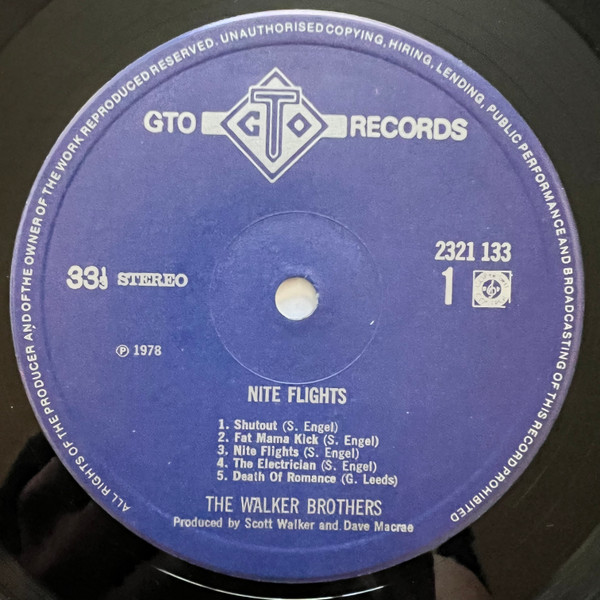 ALL RIGHTS OF THE PRODUCER AND OF THE OWNER OF THE WORK REPRODUCED RESERVED. UNAUTHORISED COPYING, HIRING, LENDING, PUBLIC PERFORMANCE AND BROADCASTING OF THIS RECORD PROHIBITED
GTO GTO RECORDS
2321 133
33⅓ STEREO 1
℗ 1978
NITE FLIGHTS
1. Shutout (S. Engel)
2. Fat Mama Kick (S. Engel)
3. Nite Flights (S. Engel)
4. The Electrician (S. Engel)
5. Death Of Romance (G. Leeds)
THE WALKER BROTHERS
Produced by Scott Walker and Dave Macrae